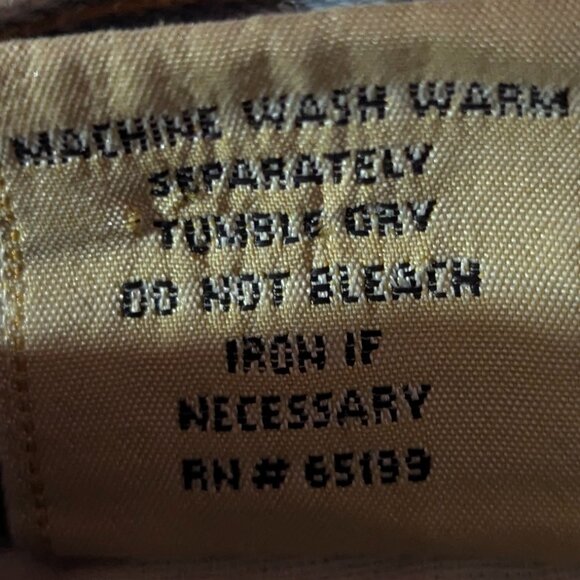 MACHINE WASH WARM
SEPARATELY
TUMBLE DRY
DO NOT BLEACH
IRON IF
NECESSARY
RN# 65199